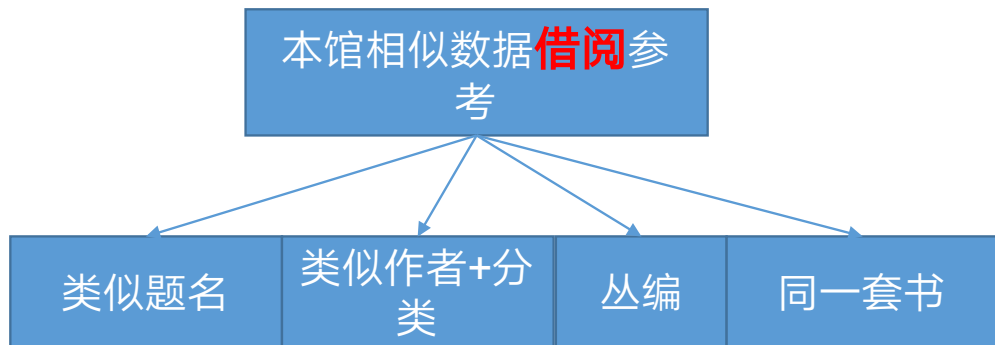 本馆相似数据借阅参
考
类似题名
类似作者+分
类
丛编
同一套书